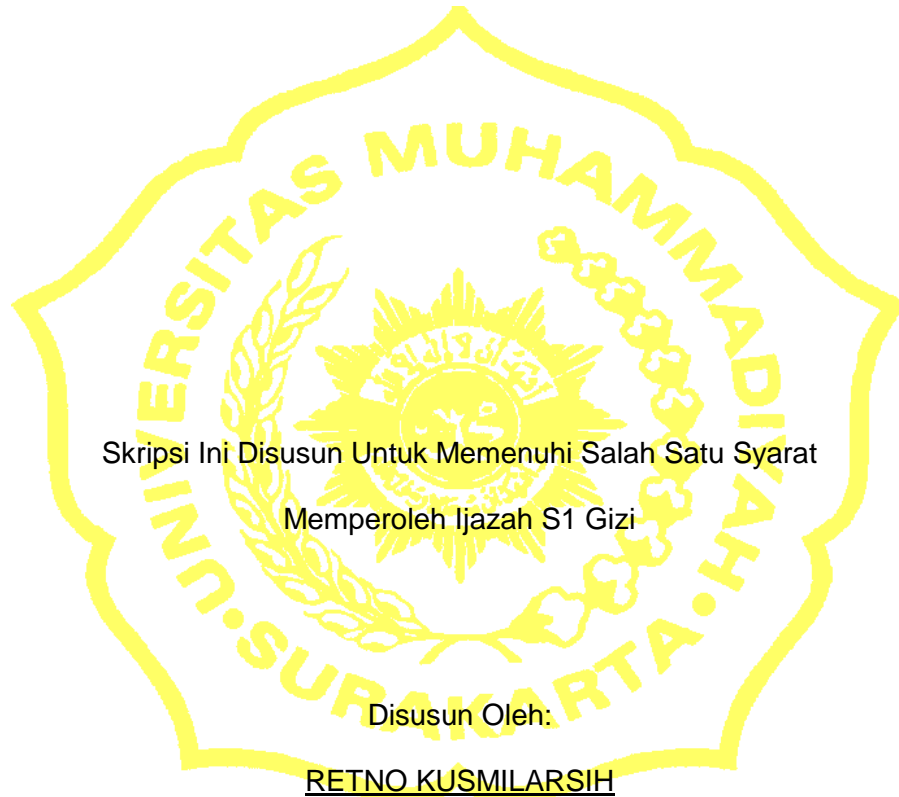 UNIVERSITAS MUHAMMADIYAH
SURAKARTA
Skripsi Ini Disusun Untuk Memenuhi Salah Satu Syarat
Memperoleh Ijazah S1 Gizi
Disusun Oleh:
RETNO KUSMILARSIH